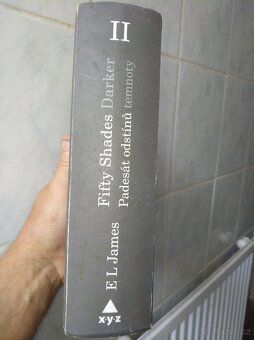 II
Fifty Shades Darker
Padesát odstínů temnoty
E L James
x·y·z